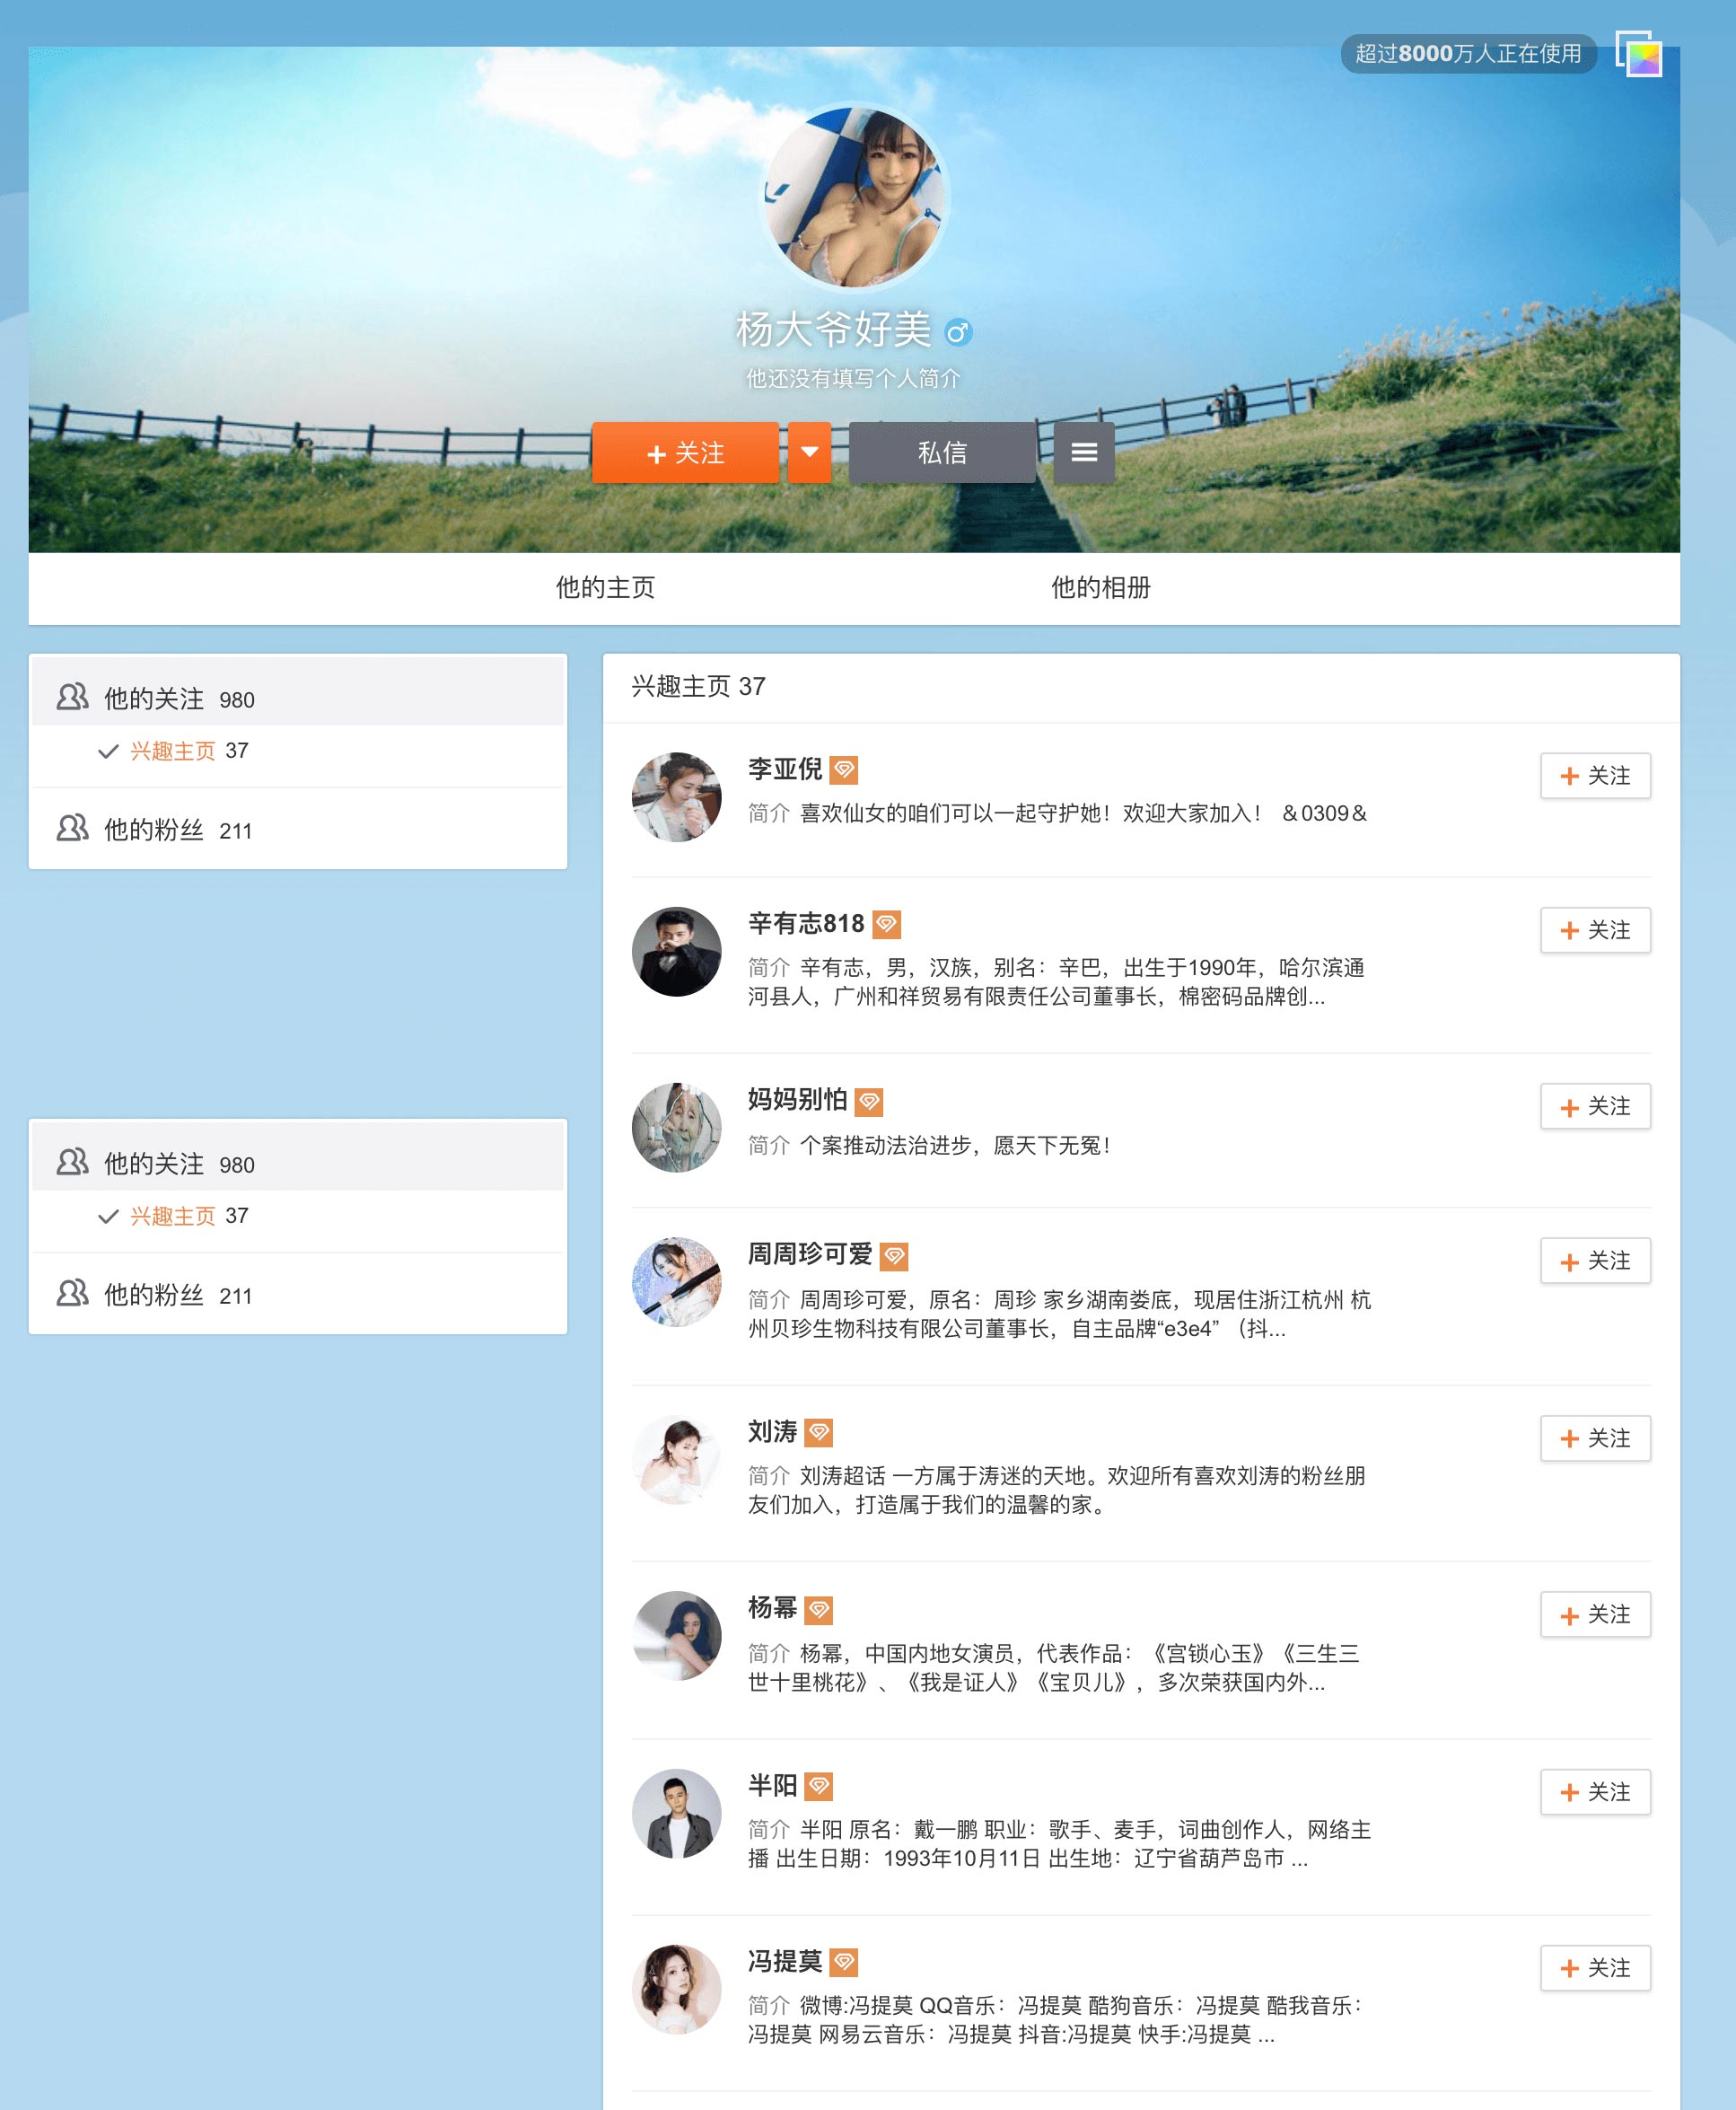 超过8000万人正在使用
杨大爷好美
他还没有填写个人简介
+ 关注
私信
他的主页
他的相册
他的关注 980
兴趣主页 37
他的粉丝 211
他的关注 980
兴趣主页 37
他的粉丝 211
兴趣主页 37
李亚倪
+ 关注
简介 喜欢仙女的咱们可以一起守护她！欢迎大家加入！ &0309&
辛有志818
+ 关注
简介 辛有志，男，汉族，别名：辛巴，出生于1990年，哈尔滨通
河县人，广州和祥贸易有限责任公司董事长，棉密码品牌创...
妈妈别怕
+ 关注
简介 个案推动法治进步，愿天下无冤！
周周珍可爱
+ 关注
简介 周周珍可爱，原名：周珍 家乡湖南娄底，现居住浙江杭州 杭
州贝珍生物科技有限公司董事长，自主品牌“e3e4”（抖...
刘涛
+ 关注
简介 刘涛超话 一方属于涛迷的天地。欢迎所有喜欢刘涛的粉丝朋
友们加入，打造属于我们的温馨的家。
杨幂
+ 关注
简介 杨幂，中国内地女演员，代表作品：《宫锁心玉》《三生三
世十里桃花》、《我是证人》《宝贝儿》，多次荣获国内外...
半阳
+ 关注
简介 半阳 原名：戴一鹏 职业：歌手、麦手，词曲创作人，网络主
播 出生日期：1993年10月11日 出生地：辽宁省葫芦岛市 ...
冯提莫
+ 关注
简介 微博:冯提莫 QQ音乐：冯提莫 酷狗音乐：冯提莫 酷我音乐：
冯提莫 网易云音乐：冯提莫 抖音:冯提莫 快手:冯提莫 ...